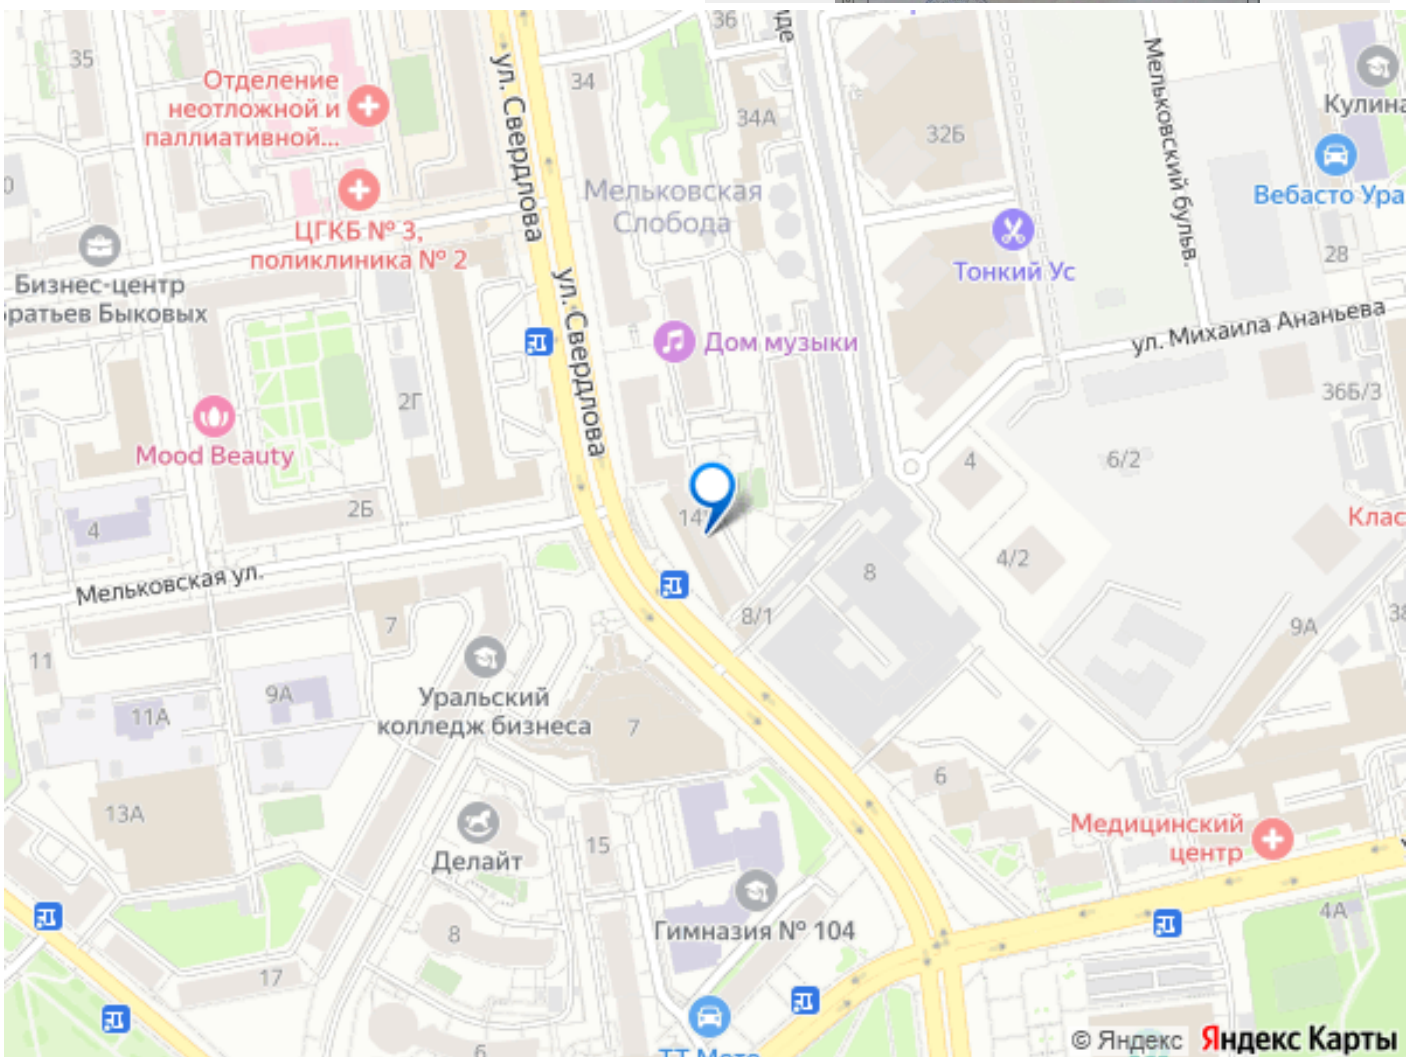 36
35
Отделение
неотложной и
паллиативной...
ул. Свердлова
34
34А
32Б
Мельковский бульв.
Кулина
Вебасто Ура
Мельковская
Слобода
ЦГКБ № 3,
поликлиника № 2
Бизнес-центр
братьев Быковых
Тонкий Ус
28
ул. Свердлова
Дом музыки
ул. Михаила Ананьева
36Б/3
2Г
Mood Beauty
4
6/2
2Б
4
14
Клас
Мельковская ул.
8
4/2
8/1
7
9А
38
11
Уральский
колледж бизнеса
9А
11А
7
6
13А
Медицинский
центр
15
Делайт
4А
8
Гимназия № 104
17
6
ТТ Мото
© Яндекс Яндекс Карты